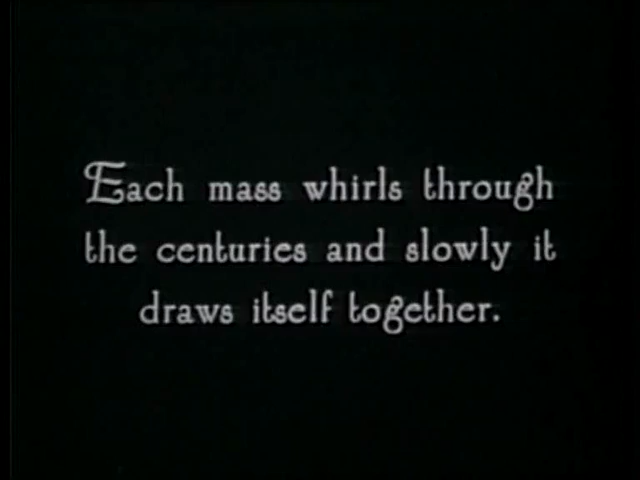 Each mass whirls through
the centuries and slowly it
draws itself together.